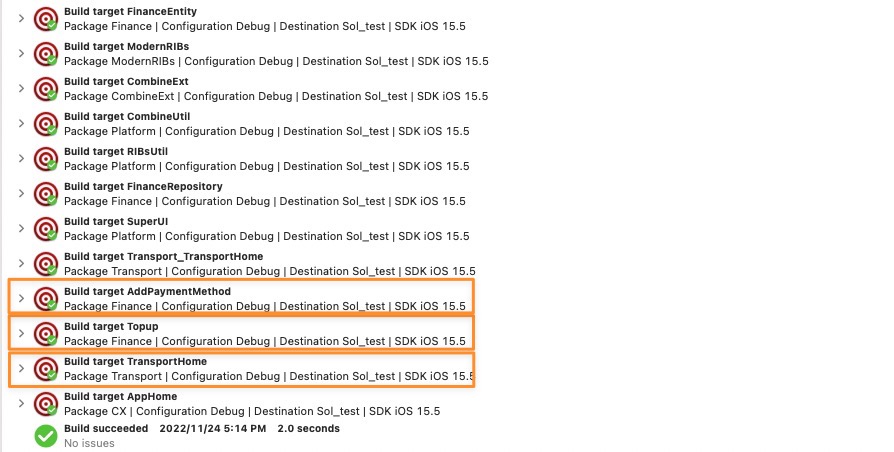 Build target FinanceEntity
Package Finance | Configuration Debug | Destination Sol_test | SDK iOS 15.5
Build target ModernRIBs
Package ModernRIBs | Configuration Debug | Destination Sol_test | SDK iOS 15.5
Build target CombineExt
Package CombineExt | Configuration Debug | Destination Sol_test | SDK iOS 15.5
Build target CombineUtil
Package Platform | Configuration Debug | Destination Sol_test | SDK iOS 15.5
Build target RIBsUtil
Package Platform | Configuration Debug | Destination Sol_test | SDK iOS 15.5
Build target FinanceRepository
Package Finance | Configuration Debug | Destination Sol_test | SDK iOS 15.5
Build target SuperUI
Package Platform | Configuration Debug | Destination Sol_test | SDK iOS 15.5
Build target Transport_TransportHome
Package Transport | Configuration Debug | Destination Sol_test | SDK iOS 15.5
Build target AddPaymentMethod
Package Finance | Configuration Debug | Destination Sol_test | SDK iOS 15.5
Build target Topup
Package Finance | Configuration Debug | Destination Sol_test | SDK iOS 15.5
Build target TransportHome
Package Transport | Configuration Debug | Destination Sol_test | SDK iOS 15.5
Build target AppHome
Package CX | Configuration Debug | Destination Sol_test | SDK iOS 15.5
Build succeeded 2022/11/24 5:14 PM 2.0 seconds
No issues